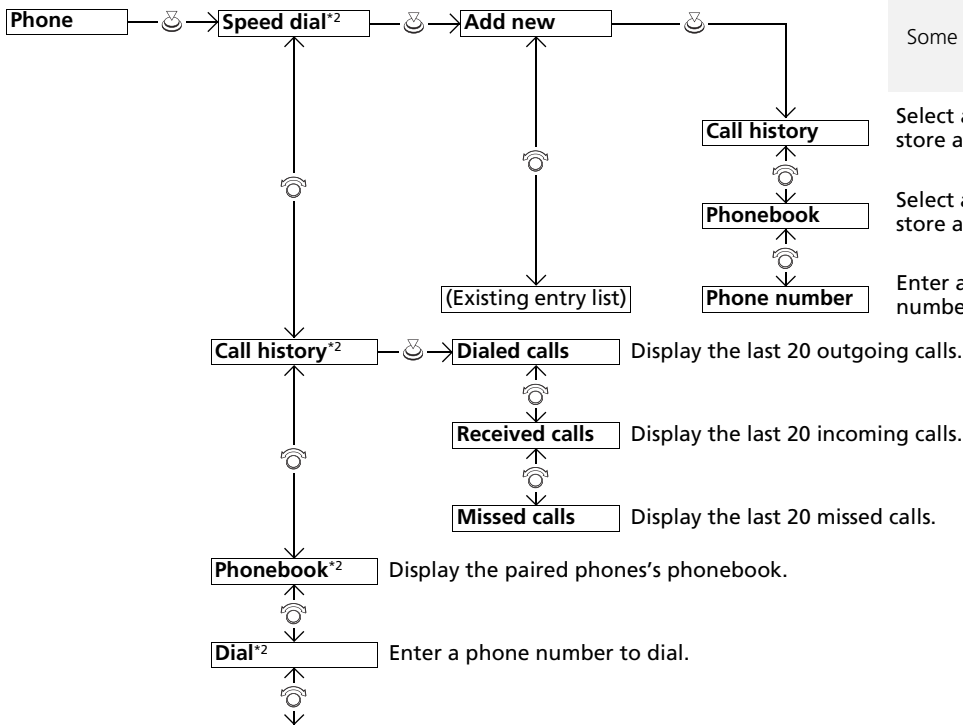 Phone
Speed dial*2
Add new
Some
Call history
Select
store
Phonebook
Select
store
(Existing entry list)
Phone number
Enter
Call history*2
Dialed calls
Display the last 20 outgoing calls.
Received calls
Display the last 20 incoming calls.
Missed calls
Display the last 20 missed calls.
Phonebook*2
Display the paired phones's phonebook.
Dial*2
Enter a phone number to dial.